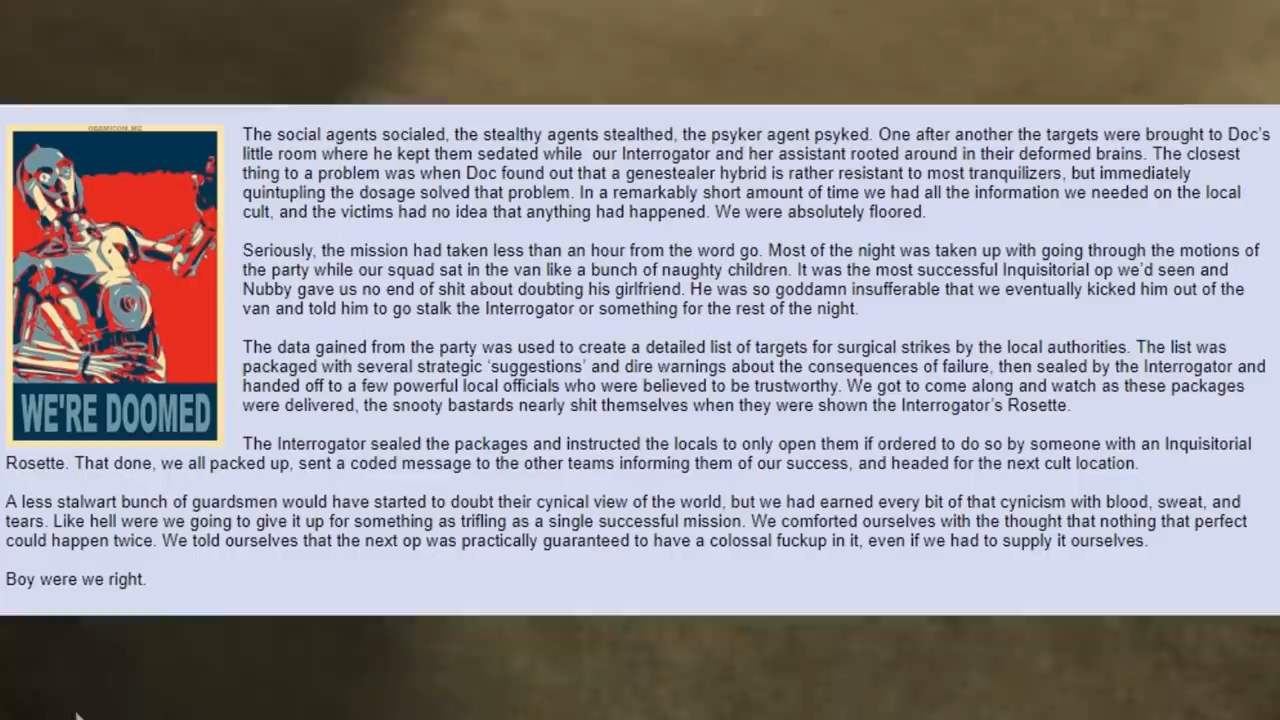 OBAMICON.ME
The social agents socialed, the stealthy agents stealthed, the psyker agent psyked. One after another the targets were brought to Doc's
little room where he kept them sedated while our Interrogator and her assistant rooted around in their deformed brains. The closest
thing to a problem was when Doc found out that a genestealer hybrid is rather resistant to most tranquilizers, but immediately
quintupling the dosage solved that problem. In a remarkably short amount of time we had all the information we needed on the local
cult, and the victims had no idea that anything had happened. We were absolutely floored.
Seriously, the mission had taken less than an hour from the word go. Most of the night was taken up with going through the motions of
the party while our squad sat in the van like a bunch of naughty children. It was the most successful Inquisitorial op we'd seen and
Nubby gave us no end of shit about doubting his girlfriend. He was so goddamn insufferable that we eventually kicked him out of the
van and told him to go stalk the Interrogator or something for the rest of the night.
The data gained from the party was used to create a detailed list of targets for surgical strikes by the local authorities. The list was
packaged with several strategic 'suggestions' and dire warnings about the consequences of failure, then sealed by the Interrogator and
handed off to a few powerful local officials who were believed to be trustworthy. We got to come along and watch as these packages
were delivered, the snooty bastards nearly shit themselves when they were shown the Interrogator's Rosette.
WE'RE DOOMED
The Interrogator sealed the packages and instructed the locals to only open them if ordered to do so by someone with an Inquisitorial
Rosette. That done, we all packed up, sent a coded message to the other teams informing them of our success, and headed for the next cult location.
A less stalwart bunch of guardsmen would have started to doubt their cynical view of the world, but we had earned every bit of that cynicism with blood, sweat, and
tears. Like hell were we going to give it up for something as trifling as a single successful mission. We comforted ourselves with the thought that nothing that perfect
could happen twice. We told ourselves that the next op was practically guaranteed to have a colossal fuckup in it, even if we had to supply it ourselves.
Boy were we right.